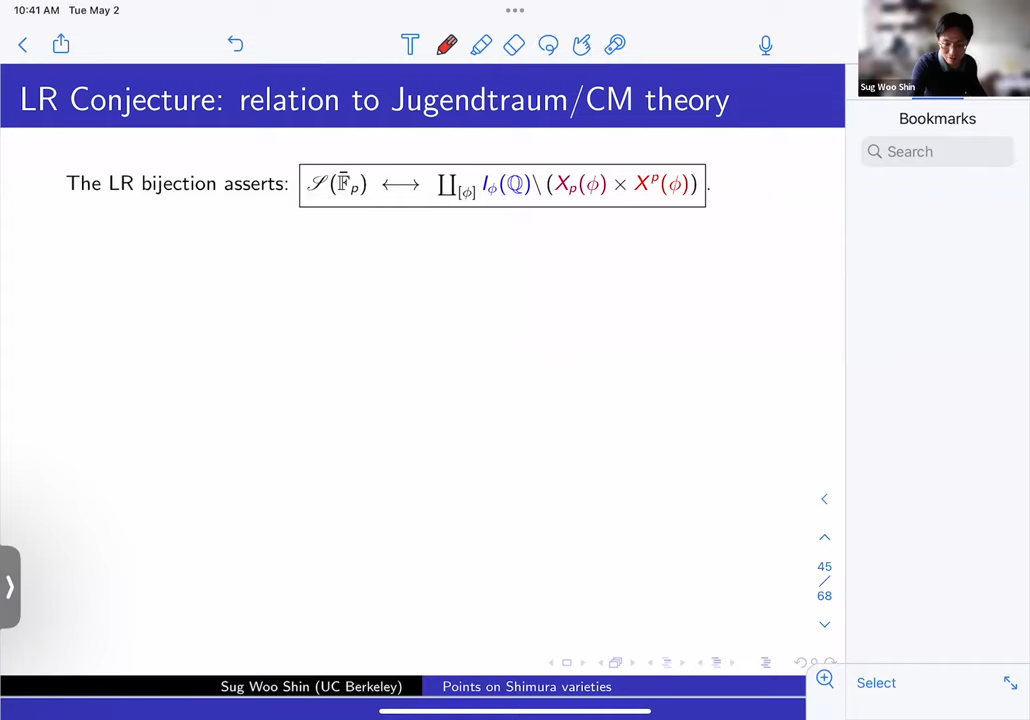 10:41 AM Tue May 2
Sug Woo Shin
LR Conjecture: relation to Jugendtraum/CM theory
Bookmarks
Search
The LR bijection asserts: 𝒮(F̄_p) ⟷ ∐_[ϕ] I_ϕ(ℚ)\(X_p(ϕ) × X^p(ϕ)).
45
/
68
Sug Woo Shin (UC Berkeley) Points on Shimura varieties
Select